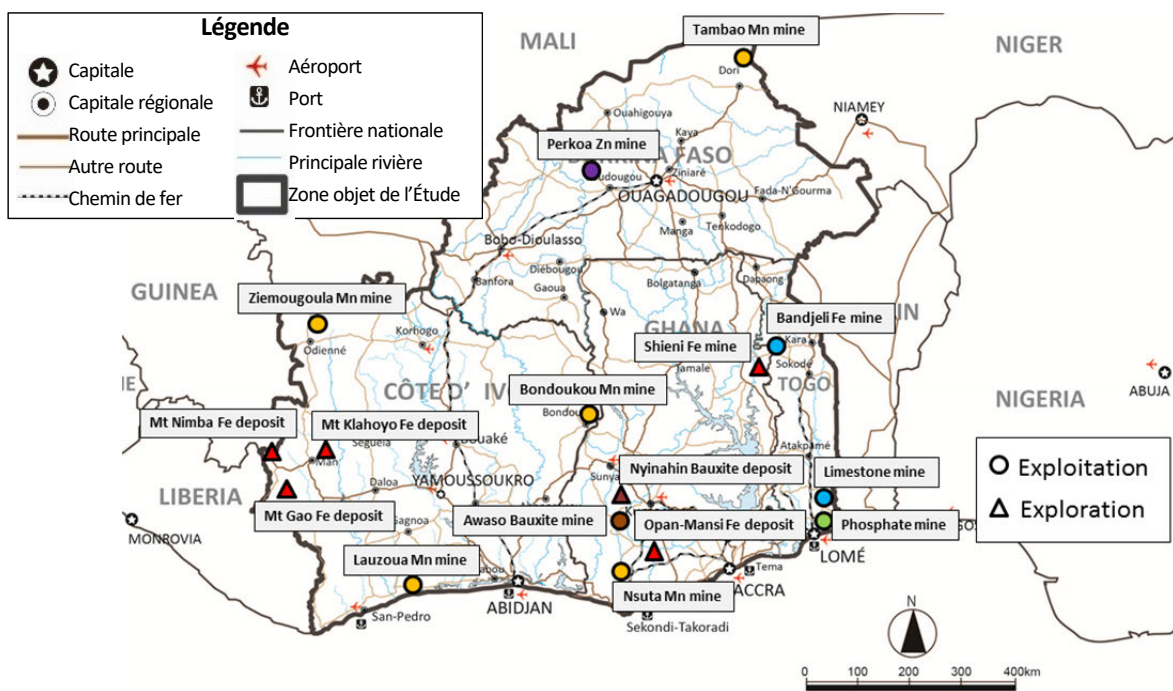 Légende
Capitale
Capitale régionale
Route principale
Autre route
Chemin de fer
Aéroport
Port
Frontière nationale
Principale rivière
Zone objet de l'Étude
MALI
Tambao Mn mine
NIGER
Dori
NIAMEY
Ouahigouya
Kaya
Perkoa Zn mine
FASO
Ziniaré
OUAGADOUGOU
Fada-N'Gourma
Manga
Tenkodogo
Bobo-Dioulasso
Diébougou
Dapaong
Banfora
Gaoua
Bolgatanga
GUINEA
Ziemougoula Mn mine
Wa
Bandjeli Fe mine
GHANA
Korhogo
Odienné
Shieni Fe mine
Kara
Sokodé
TOGO
ABUJA
CÔTE D'
Bondoukou Mn mine
NIGERIA
Mt Nimba Fe deposit
Mt Klahoyo Fe deposit
Séguéla
Man
Atakpamé
Nyinahin Bauxite deposit
Limestone mine
Exploitation
LIBERIA
Daloa
YAMOUSSOUKRO
Mt Gao Fe deposit
Awaso Bauxite mine
Opan-Mansi Fe deposit
Phosphate mine
Exploration
MONROVIA
Gagnoa
LOMÉ
Lauzoua Mn mine
Tema
ACCRA
Nsuta Mn mine
ABIDJAN
San-Pedro
Sekondi-Takoradi
N
0 100 200 300 400km